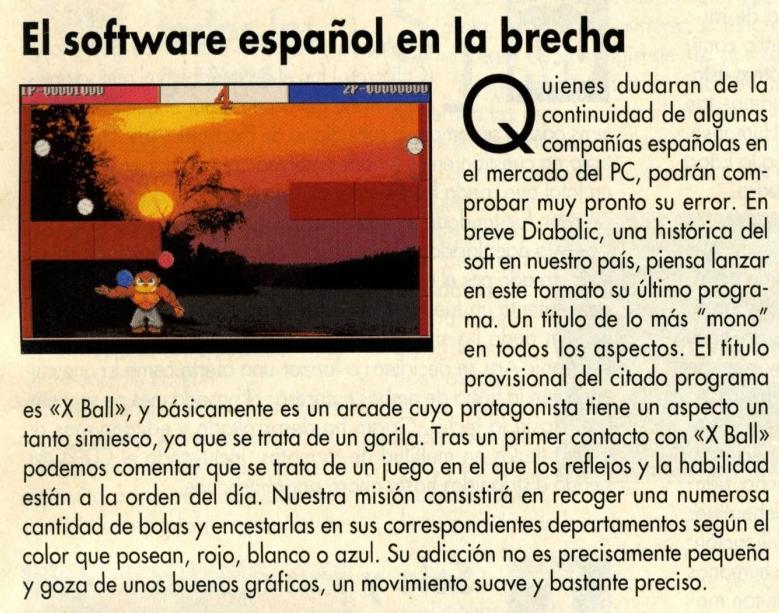 El software español en la brecha
1P-00001000 4 2P-00000000
Quienes dudaran de la
continuidad de algunas
compañías españolas en
el mercado del PC, podrán com-
probar muy pronto su error. En
breve Diabolic, una histórica del
soft en nuestro país, piensa lanzar
en este formato su último progra-
ma. Un título de lo más "mono"
en todos los aspectos. El título
provisional del citado programa
es «X Ball», y básicamente es un arcade cuyo protagonista tiene un aspecto un
tanto simiesco, ya que se trata de un gorila. Tras un primer contacto con «X Ball»
podemos comentar que se trata de un juego en el que los reflejos y la habilidad
están a la orden del día. Nuestra misión consistirá en recoger una numerosa
cantidad de bolas y encestarlas en sus correspondientes departamentos según el
color que posean, rojo, blanco o azul. Su adicción no es precisamente pequeña
y goza de unos buenos gráficos, un movimiento suave y bastante preciso.